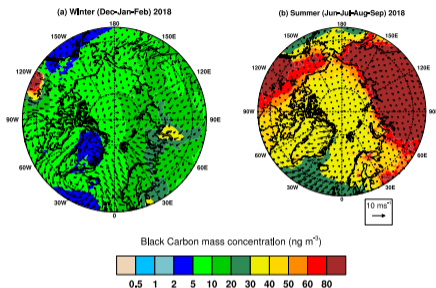 (a) Winter (Dec-Jan-Feb) 2018
(b) Summer (Jun-Jul-Aug-Sep) 2018
180
150W
150E
120W
120E
90W
90E
60W
60E
30W
30E
0
180
150W
150E
120W
120E
90W
90E
60W
60E
30W
30E
0
10 ms⁻¹
Black Carbon mass concentration (ng m⁻³)
0.5 1 2 5 10 20 30 40 50 60 80